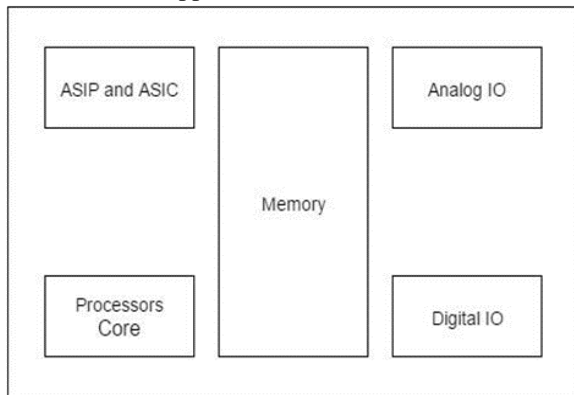 ASIP and ASIC
Analog IO
Memory
Processors
Core
Digital IO